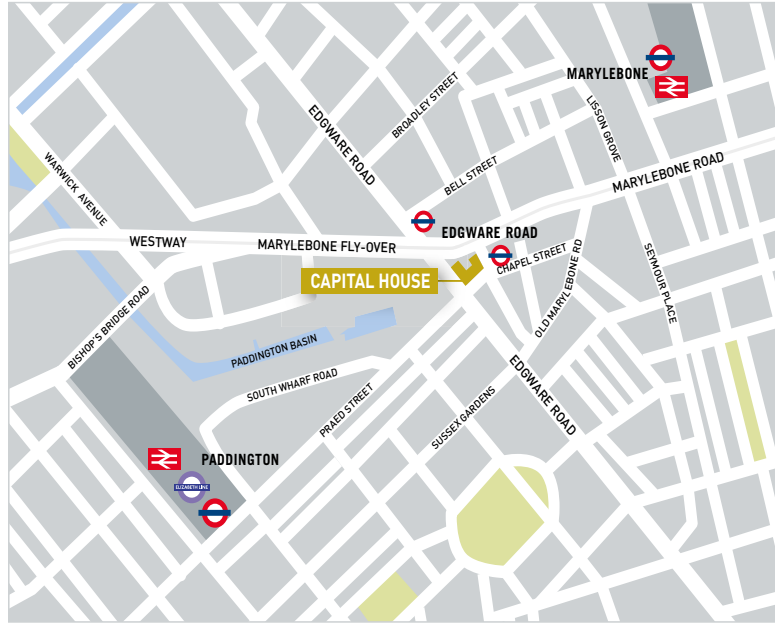 MARYLEBONE
BROADLEY STREET
EDGWARE ROAD
LISSON GROVE
WARWICK AVENUE
BELL STREET
MARYLEBONE ROAD
EDGWARE ROAD
WESTWAY
MARYLEBONE FLY-OVER
CHAPEL STREET
CAPITAL HOUSE
OLD MARYLEBONE RD
SEYMOUR PLACE
BISHOP'S BRIDGE ROAD
PADDINGTON BASIN
SOUTH WHARF ROAD
PRAED STREET
SUSSEX GARDENS
EDGWARE ROAD
PADDINGTON
ELIZABETH LINE